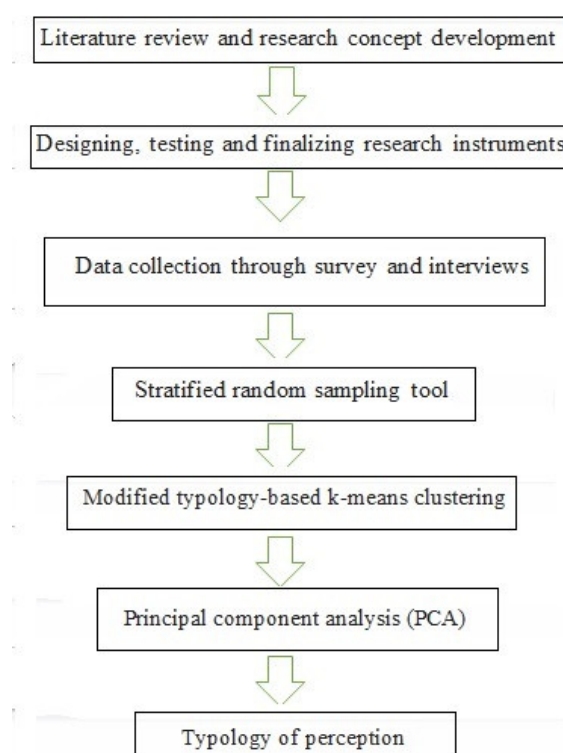 Literature review and research concept development
Designing, testing and finalizing research instruments
Data collection through survey and interviews
Stratified random sampling tool
Modified typology-based k-means clustering
Principal component analysis (PCA)
Typology of perception